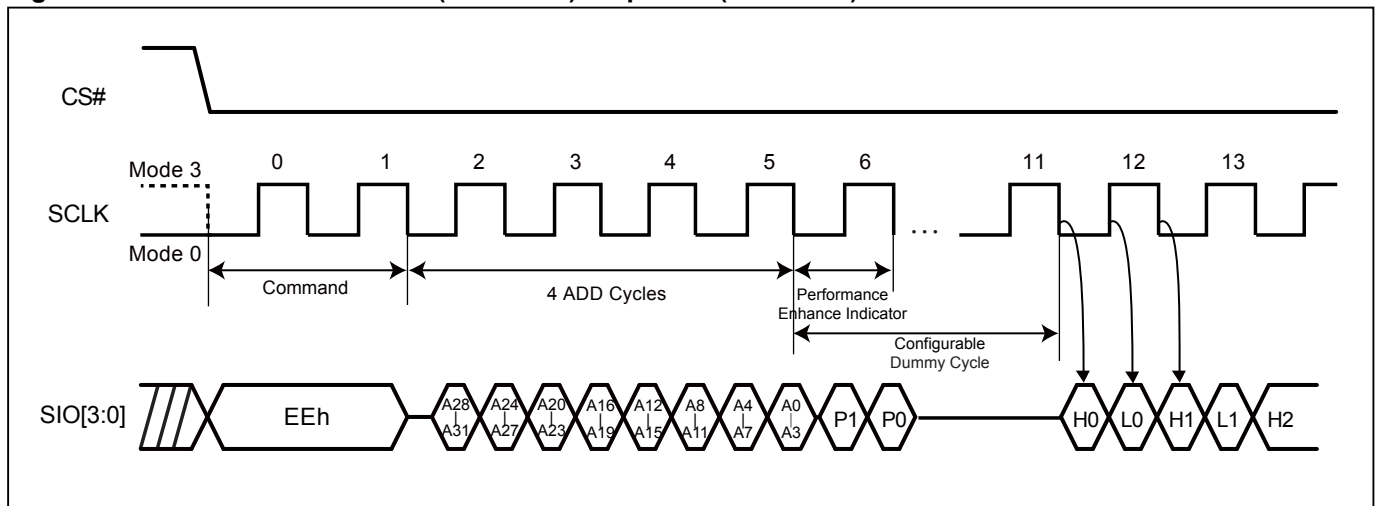 CS#
Mode 3
0 1 2 3 4 5 6 11 12 13
SCLK
...
Mode 0
Command
4 ADD Cycles
Performance
Enhance Indicator
Configurable
Dummy Cycle
SIO[3:0]
EEh
A28 | A31
A24 | A27
A20 | A23
A16 | A19
A12 | A15
A8 | A11
A4 | A7
A0 | A3
P1
P0
H0
L0
H1
L1
H2